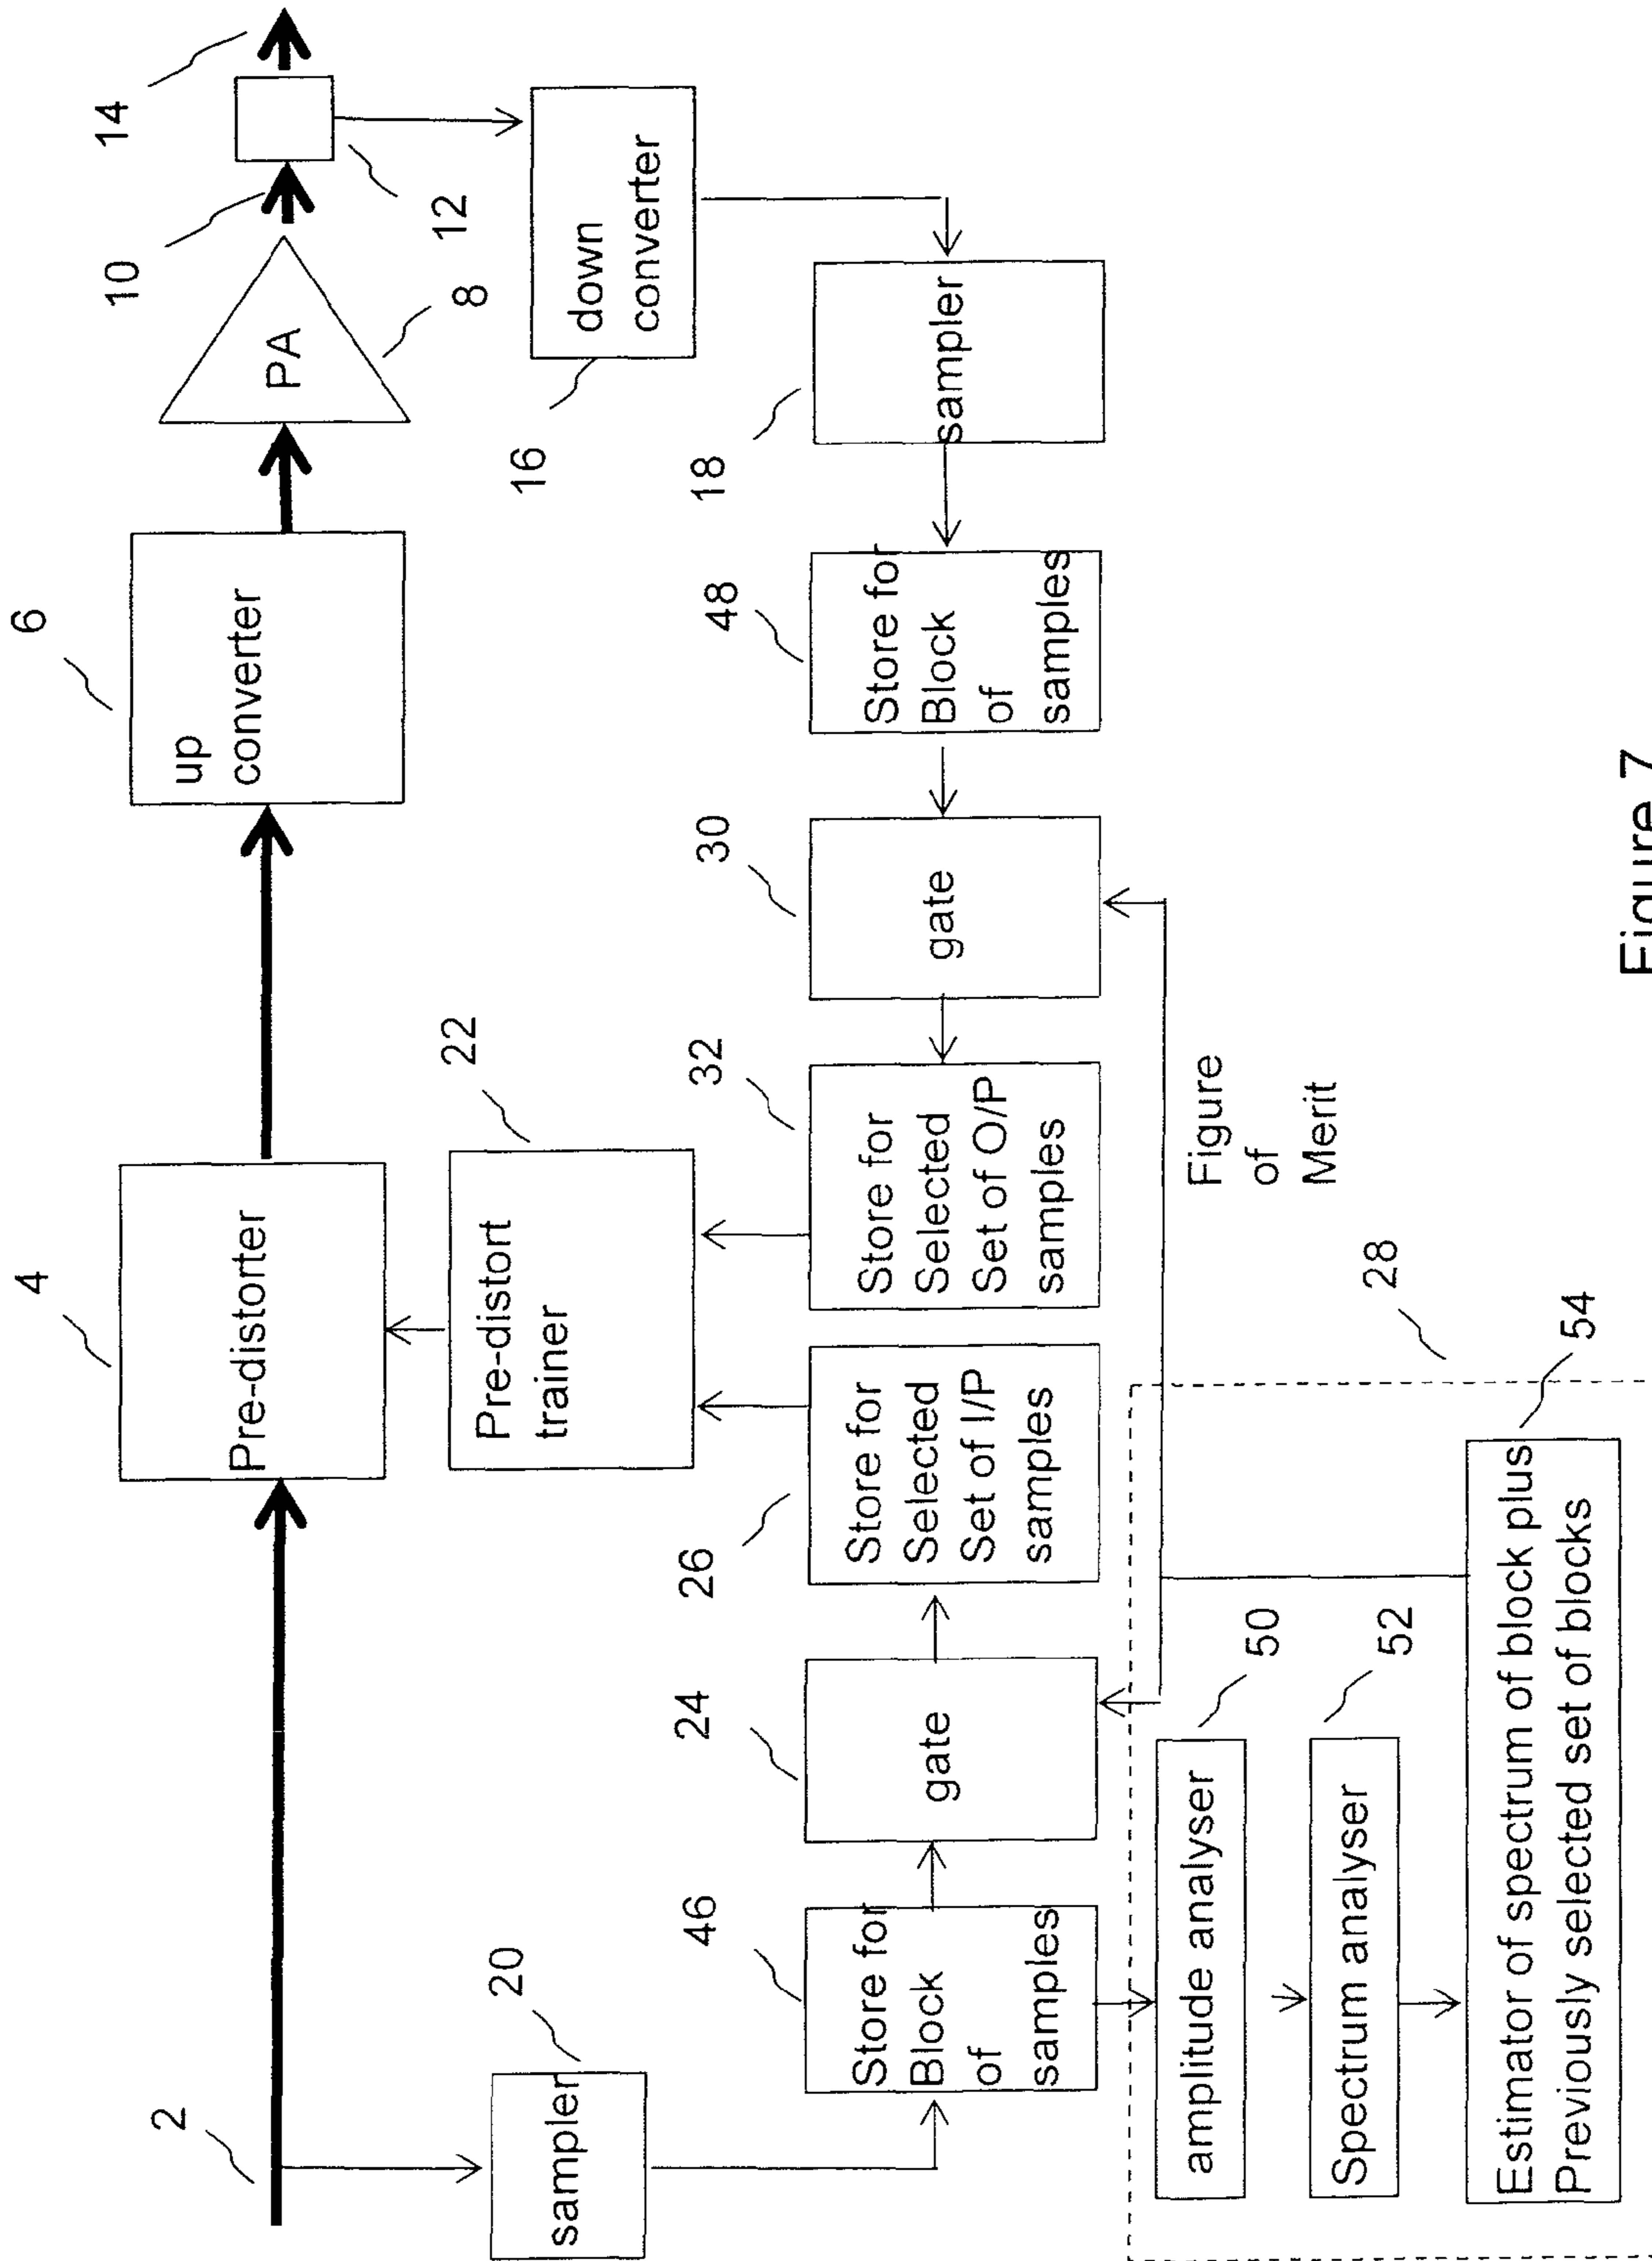 2
4
Pre-distorter
6
up
converter
PA
8
10
12
14
20
sampler
22
Pre-distort
trainer
16
down
converter
46
Store for
Block
of
samples
24
gate
26
Store for
Selected
Set of I/P
samples
32
Store for
Selected
Set of O/P
samples
30
gate
48
Store for
Block
of
samples
18
sampler
50
amplitude analyser
52
Spectrum analyser
28
54
Estimator of spectrum of block plus
Previously selected set of blocks
Figure
of
Merit
Figure 7